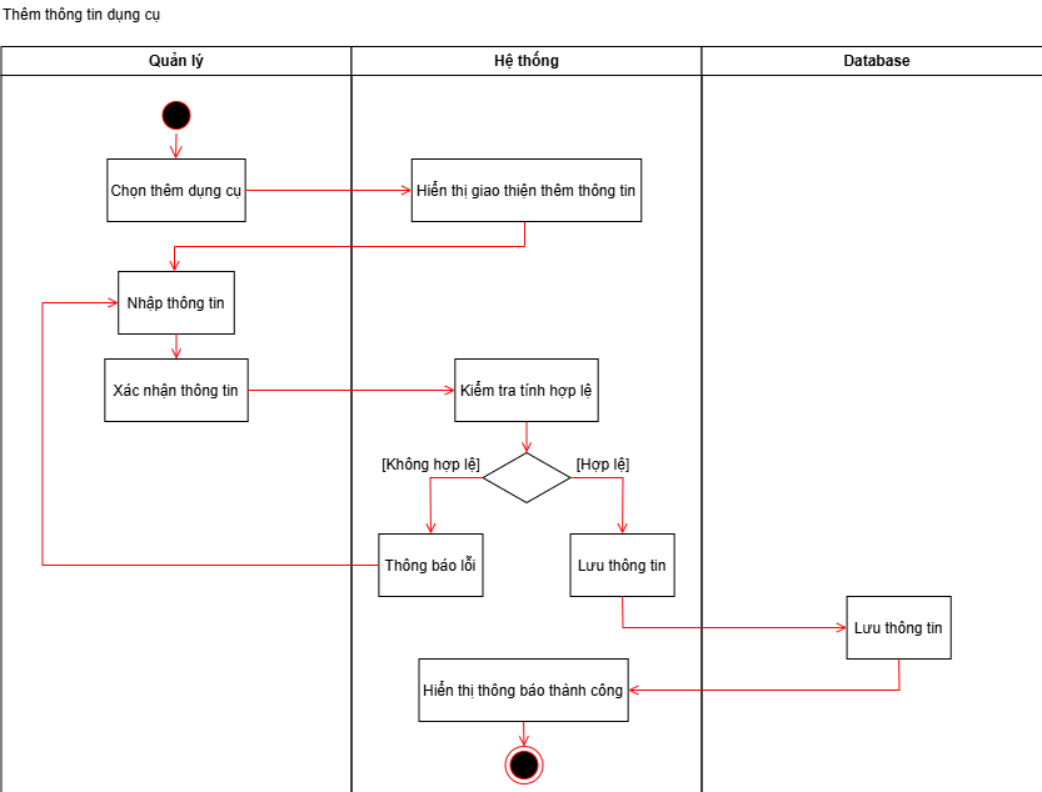 Thêm thông tin dụng cụ
Quản lý
Hệ thống
Database
Chọn thêm dụng cụ
Hiển thị giao thiện thêm thông tin
Nhập thông tin
Xác nhận thông tin
Kiểm tra tính hợp lệ
[Không hợp lệ]
[Hợp lệ]
Thông báo lỗi
Lưu thông tin
Lưu thông tin
Hiển thị thông báo thành công